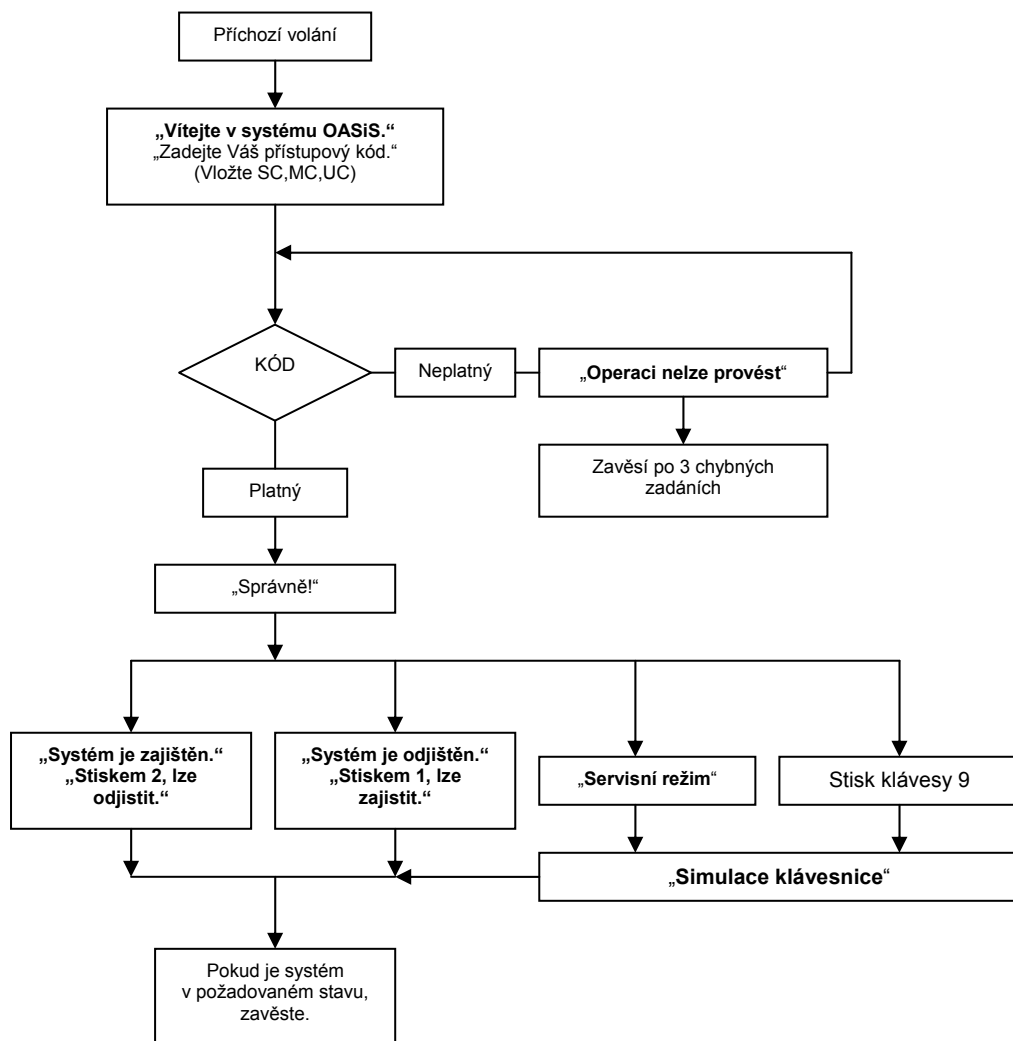 Příchozí volání
„Vítejte v systému OASiS.“
„Zadejte Váš přístupový kód.“
(Vložte SC,MC,UC)
KÓD
Neplatný
„Operaci nelze provést“
Zavěsí po 3 chybných
zadáních
Platný
„Správně!“
„Systém je zajištěn.“
„Stiskem 2, lze
odjistit.“
„Systém je odjištěn.“
„Stiskem 1, lze
zajistit.“
„Servisní režim“
Stisk klávesy 9
„Simulace klávesnice“
Pokud je systém
v požadovaném stavu,
zavěste.